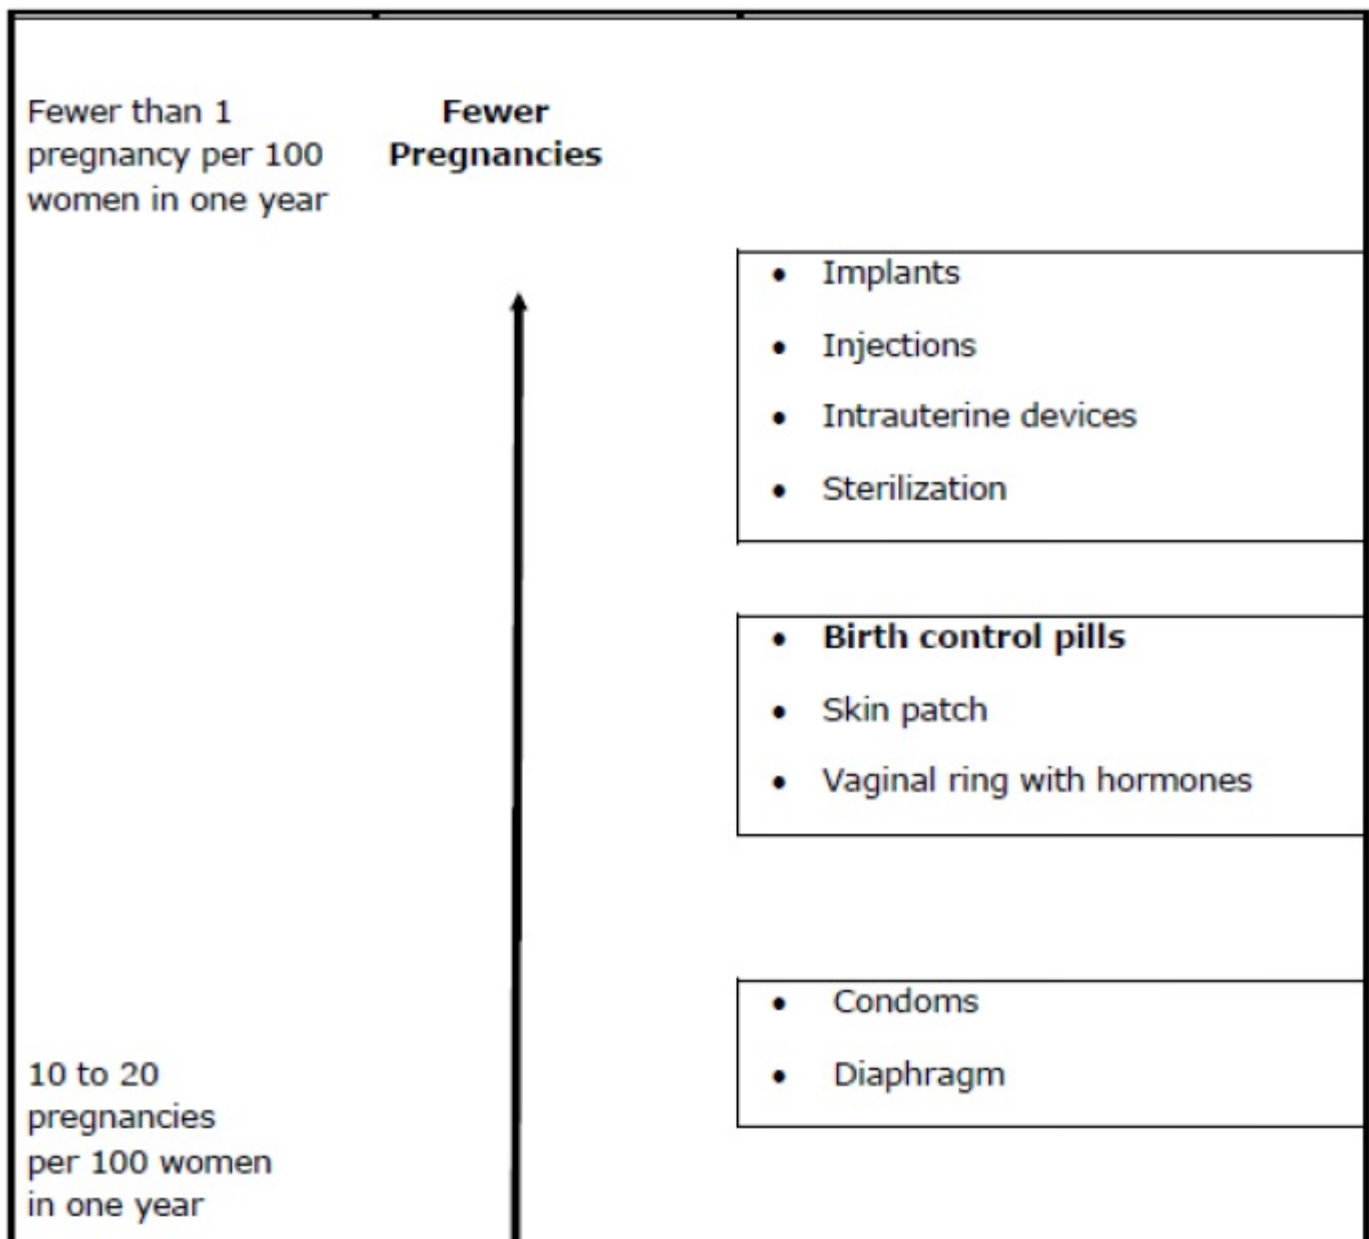 Fewer than 1
pregnancy per 100
women in one year
Fewer
Pregnancies
• Implants
• Injections
• Intrauterine devices
• Sterilization
• Birth control pills
• Skin patch
• Vaginal ring with hormones
• Condoms
• Diaphragm
10 to 20
pregnancies
per 100 women
in one year